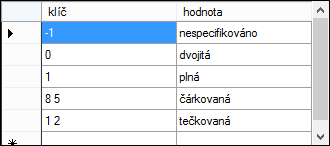 klíč hodnota
-1 nespecifikováno
0 dvojitá
1 plná
8 5 čárkovaná
1 2 tečkovaná